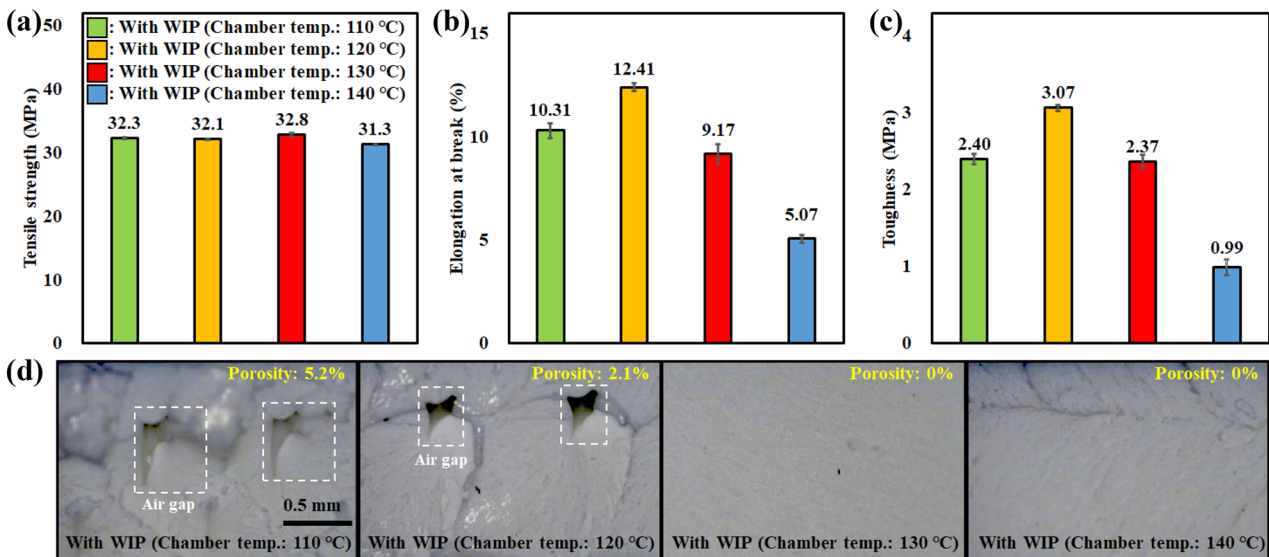 (a)
Tensile strength (MPa)
50
40
30
20
10
0
: With WIP (Chamber temp.: 110 °C)
: With WIP (Chamber temp.: 120 °C)
: With WIP (Chamber temp.: 130 °C)
: With WIP (Chamber temp.: 140 °C)
32.3
32.1
32.8
31.3
(b)
Elongation at break (%)
15
10
5
0
10.31
12.41
9.17
5.07
(c)
Toughness (MPa)
4
3
2
1
0
2.40
3.07
2.37
0.99
(d)
Porosity: 5.2%
Air gap
0.5 mm
With WIP (Chamber temp.: 110 °C)
Porosity: 2.1%
Air gap
With WIP (Chamber temp.: 120 °C)
Porosity: 0%
With WIP (Chamber temp.: 130 °C)
Porosity: 0%
With WIP (Chamber temp.: 140 °C)